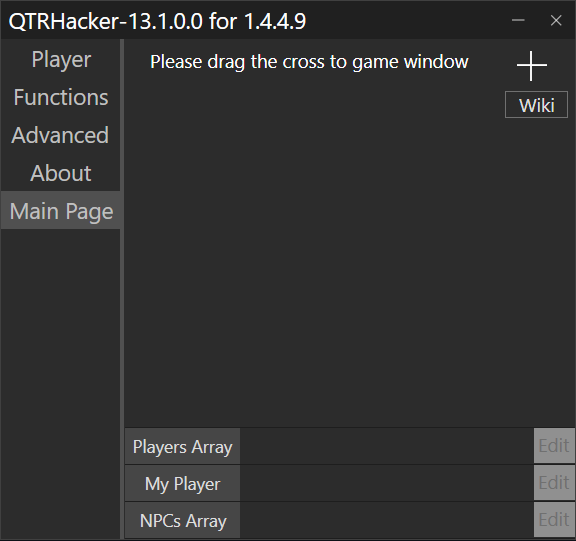 QTRHacker-13.1.0.0 for 1.4.4.9
Player
Functions
Advanced
About
Main Page
Please drag the cross to game window
Wiki
Players Array
Edit
My Player
Edit
NPCs Array
Edit